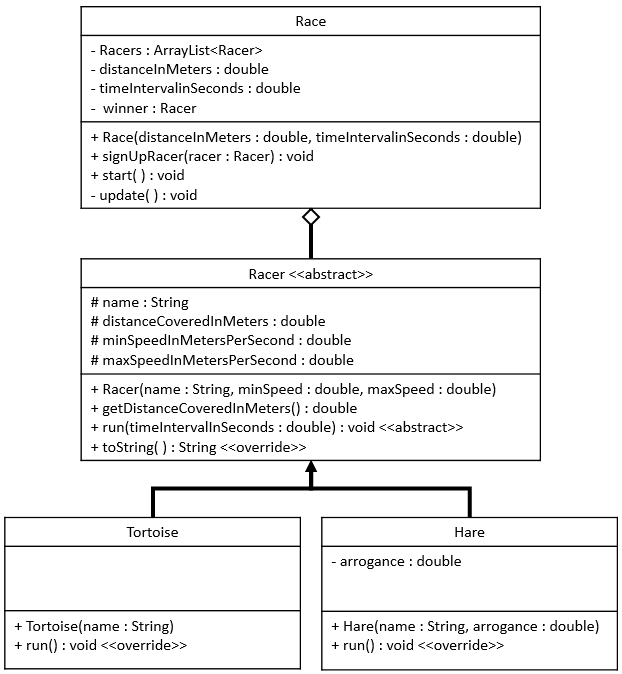 Race
- Racers : ArrayList<Racer>
- distanceInMeters : double
- timeIntervalinSeconds : double
-  winner : Racer
+ Race(distanceInMeters : double, timeIntervalinSeconds : double)
+ signUpRacer(racer : Racer) : void
+ start( ) : void
- update( ) : void
Racer <<abstract>>
# name : String
# distanceCoveredInMeters : double
# minSpeedInMetersPerSecond : double
# maxSpeedInMetersPerSecond : double
+ Racer(name : String, minSpeed : double, maxSpeed : double)
+ getDistanceCoveredInMeters() : double
+ run(timeIntervalInSeconds : double) : void <<abstract>>
+ toString( ) : String <<override>>
Tortoise
+ Tortoise(name : String)
+ run() : void <<override>>
Hare
- arrogance : double
+ Hare(name : String, arrogance : double)
+ run() : void <<override>>